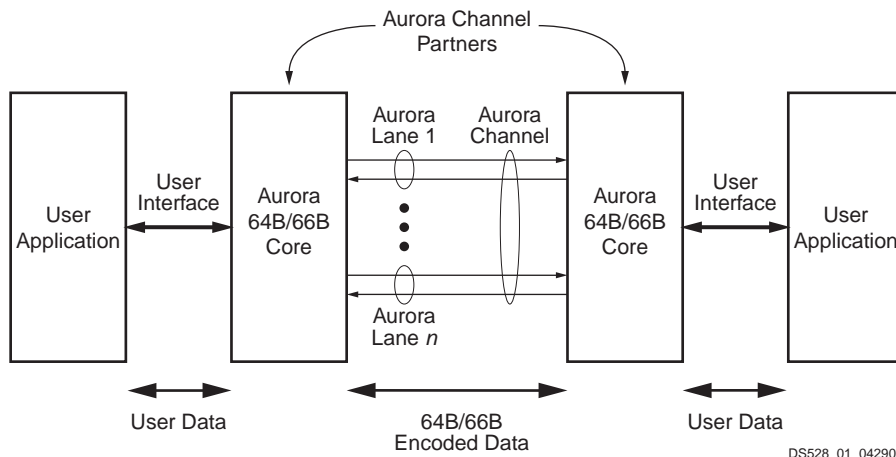 Aurora Channel
Partners
Aurora
Lane 1
Aurora
Channel
User
Interface
User
Interface
User
Application
Aurora
64B/66B
Core
Aurora
64B/66B
Core
User
Application
Aurora
Lane n
User Data
64B/66B
Encoded Data
User Data